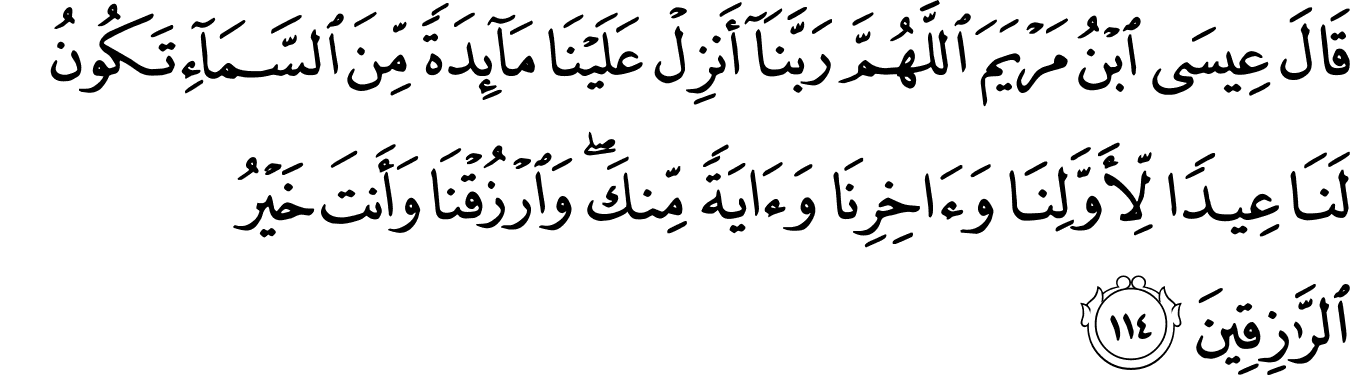 قَالَ عِيسَى ٱبْنُ مَرْيَمَ ٱللَّهُمَّ رَبَّنَآ أَنزِلْ عَلَيْنَا مَآئِدَةً مِّنَ ٱلسَّمَآءِ تَكُونُ
لَنَا عِيدًا لِّأَوَّلِنَا وَءَاخِرِنَا وَءَايَةً مِّنكَ ۖ وَٱرْزُقْنَا وَأَنتَ خَيْرُ
ٱلرَّٰزِقِينَ ١١٤